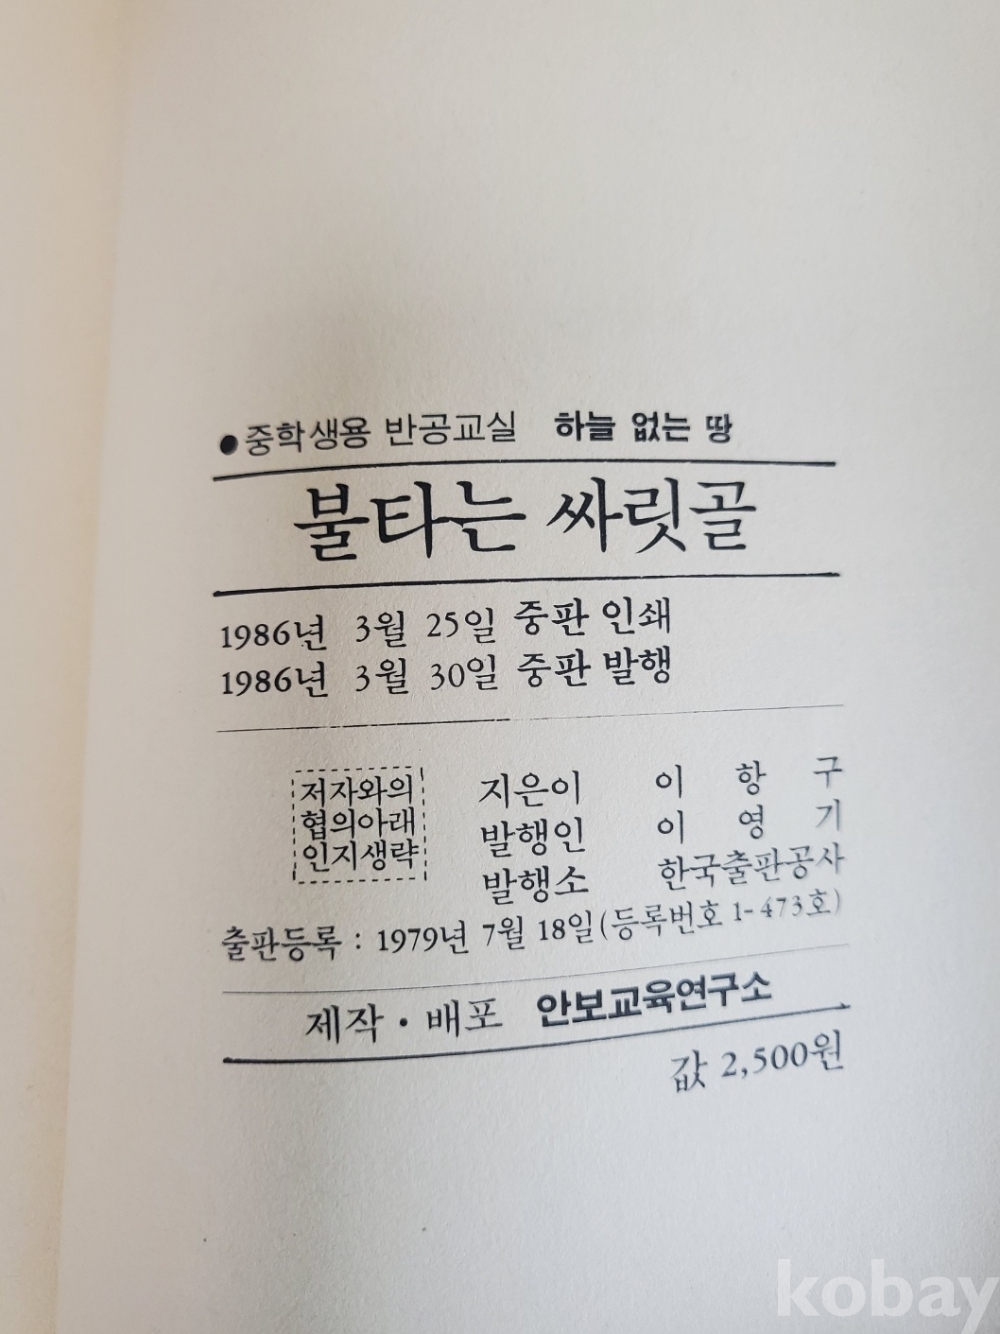 ● 중학생용 반공교실 하늘 없는 땅
불타는 싸릿골
1986년 3월 25일 중판 인쇄
1986년 3월 30일 중판 발행
저자와의
협의아래
인지생략
지은이 이 항 구
발행인 이 영 기
발행소 한국출판공사
출판등록 : 1979년 7월 18일(등록번호 1-473호)
제작 · 배포 안보교육연구소
값 2,500원
kobay